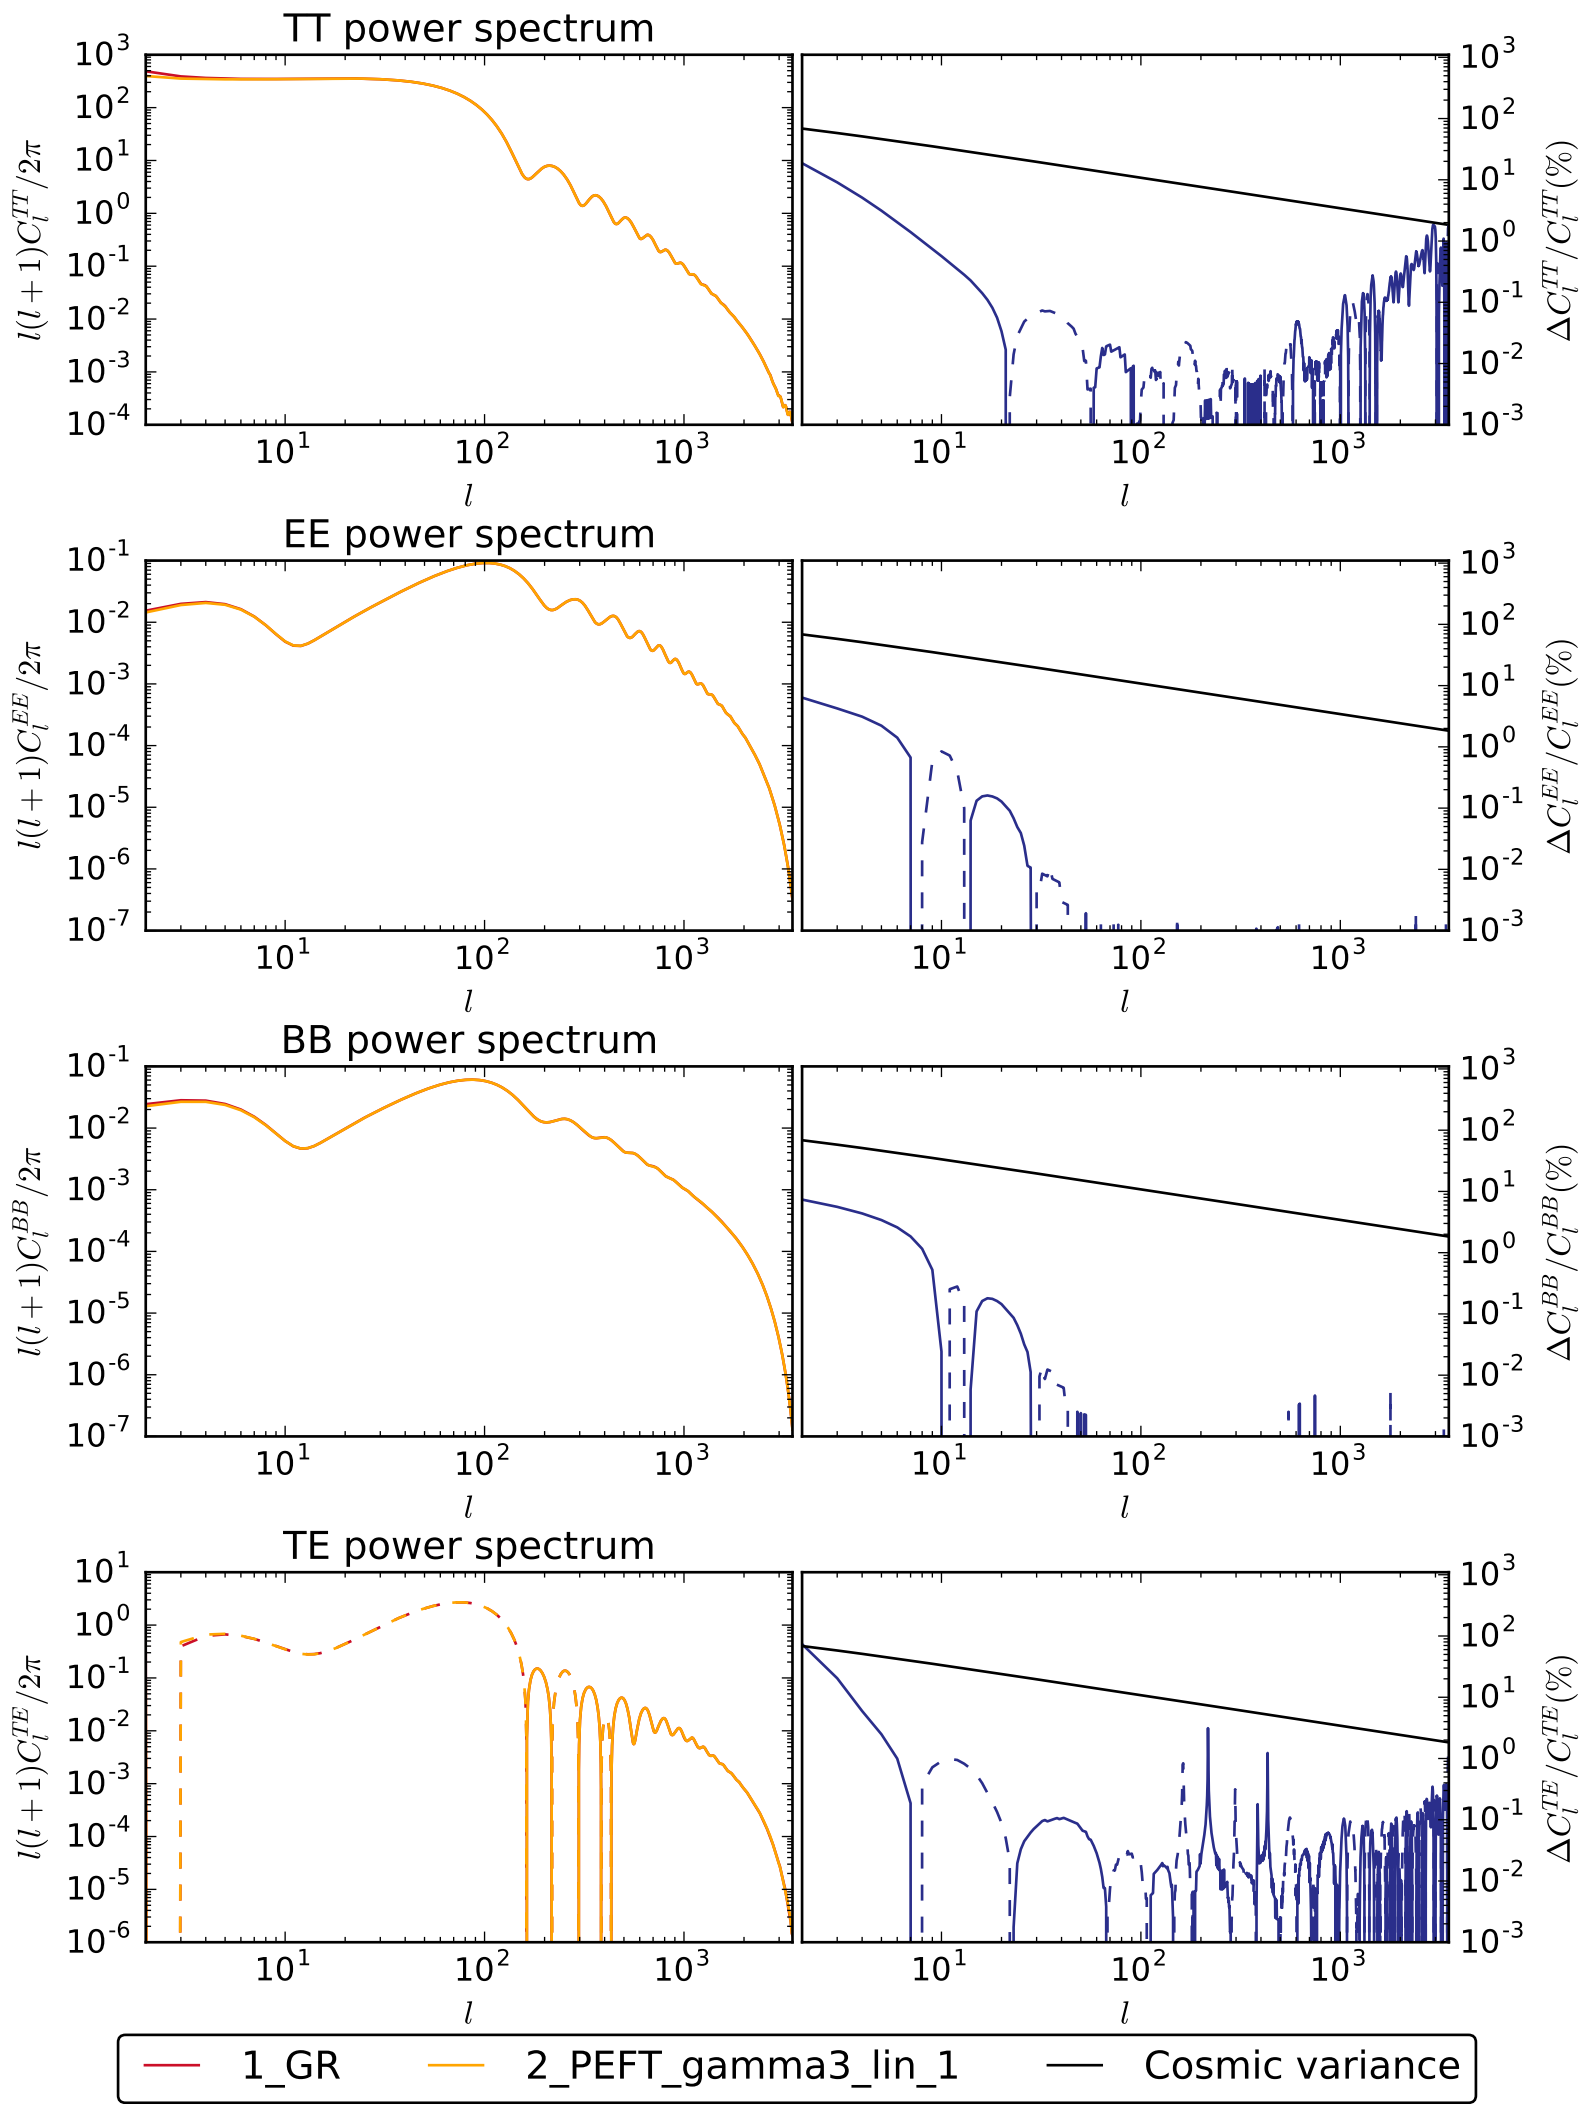 TT power spectrum
10^3
10^2
10^1
10^0
10^-1
10^-2
10^-3
10^-4
l(l + 1)C_l^{TT}/2π
10^1 10^2 10^3
l
10^3
10^2
10^1
10^0
10^-1
10^-2
10^-3
ΔC_l^{TT}/C_l^{TT}(%)
10^1 10^2 10^3
l
EE power spectrum
10^-1
10^-2
10^-3
10^-4
10^-5
10^-6
10^-7
l(l + 1)C_l^{EE}/2π
10^1 10^2 10^3
l
10^3
10^2
10^1
10^0
10^-1
10^-2
10^-3
ΔC_l^{EE}/C_l^{EE}(%)
10^1 10^2 10^3
l
BB power spectrum
10^-1
10^-2
10^-3
10^-4
10^-5
10^-6
10^-7
l(l + 1)C_l^{BB}/2π
10^1 10^2 10^3
l
10^3
10^2
10^1
10^0
10^-1
10^-2
10^-3
ΔC_l^{BB}/C_l^{BB}(%)
10^1 10^2 10^3
l
TE power spectrum
10^1
10^0
10^-1
10^-2
10^-3
10^-4
10^-5
10^-6
l(l + 1)C_l^{TE}/2π
10^1 10^2 10^3
l
10^3
10^2
10^1
10^0
10^-1
10^-2
10^-3
ΔC_l^{TE}/C_l^{TE}(%)
10^1 10^2 10^3
l
1_GR 2_PEFT_gamma3_lin_1 Cosmic variance